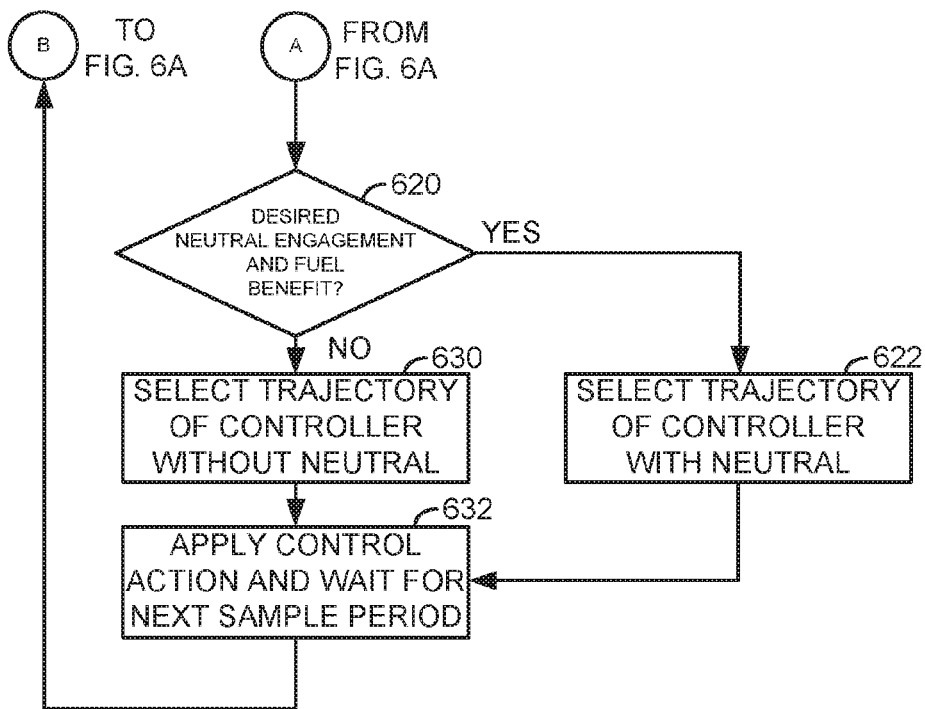 B
TO
FIG. 6A
A
FROM
FIG. 6A
620
DESIRED
NEUTRAL ENGAGEMENT
AND FUEL
BENEFIT?
YES
NO
630
SELECT TRAJECTORY
OF CONTROLLER
WITHOUT NEUTRAL
622
SELECT TRAJECTORY
OF CONTROLLER
WITH NEUTRAL
632
APPLY CONTROL
ACTION AND WAIT FOR
NEXT SAMPLE PERIOD